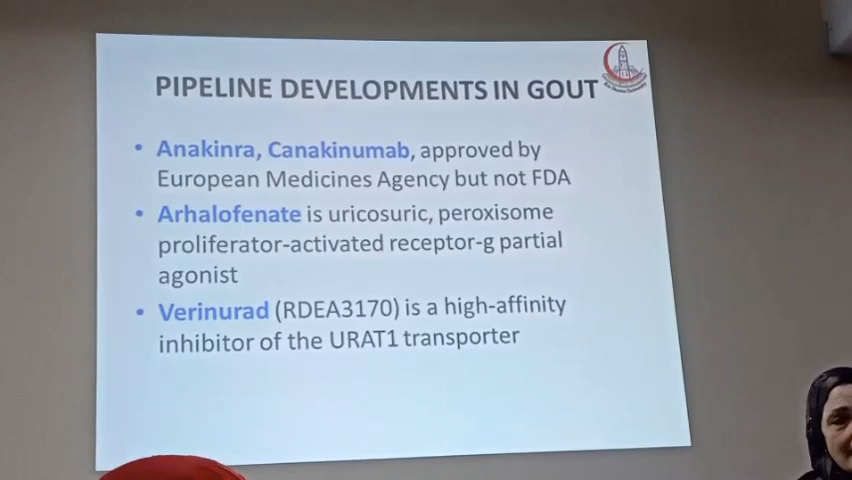 PIPELINE DEVELOPMENTS IN GOUT
• Anakinra, Canakinumab, approved by
European Medicines Agency but not FDA
• Arhalofenate is uricosuric, peroxisome
proliferator-activated receptor-g partial
agonist
• Verinurad (RDEA3170) is a high-affinity
inhibitor of the URAT1 transporter